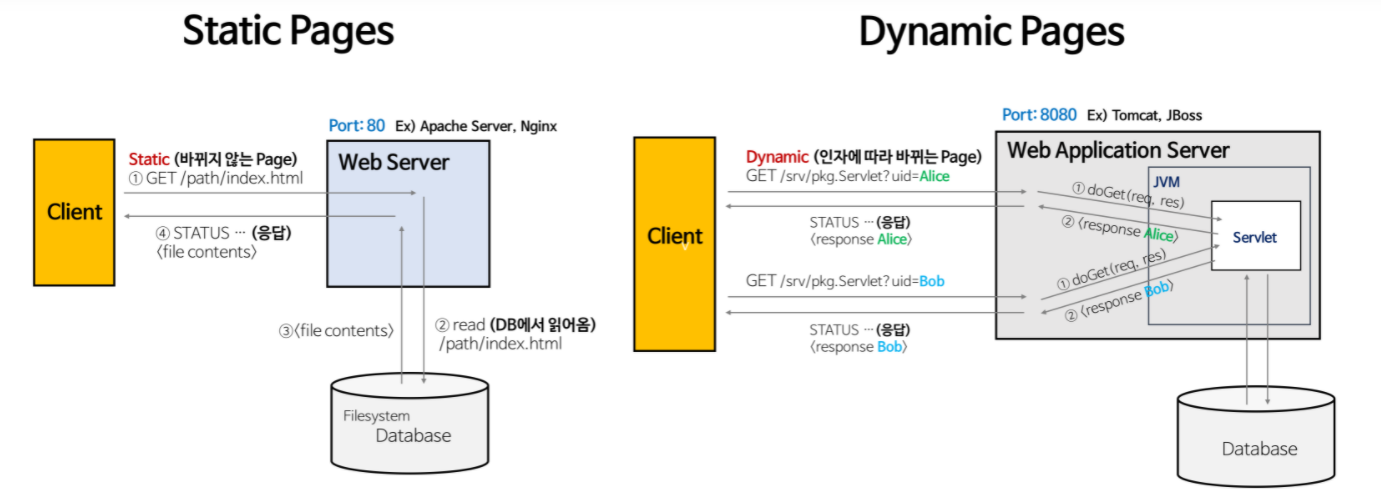 Static Pages
Port: 80 Ex) Apache Server, Nginx
Static (바뀌지 않는 Page)
① GET /path/index.html
Web Server
Client
④ STATUS ··· (응답)
〈file contents〉
③〈file contents〉
② read (DB에서 읽어옴)
/path/index.html
Filesystem
Database
Dynamic Pages
Port: 8080 Ex) Tomcat, JBoss
Dynamic (인자에 따라 바뀌는 Page)
GET /srv/pkg.Servlet?uid=Alice
Web Application Server
JVM
① doGet(req, res)
② 〈response Alice〉
STATUS ··· (응답)
〈response Alice〉
Client
Servlet
GET /srv/pkg.Servlet?uid=Bob
① doGet(req, res)
② 〈response Bob〉
STATUS ··· (응답)
〈response Bob〉
Database